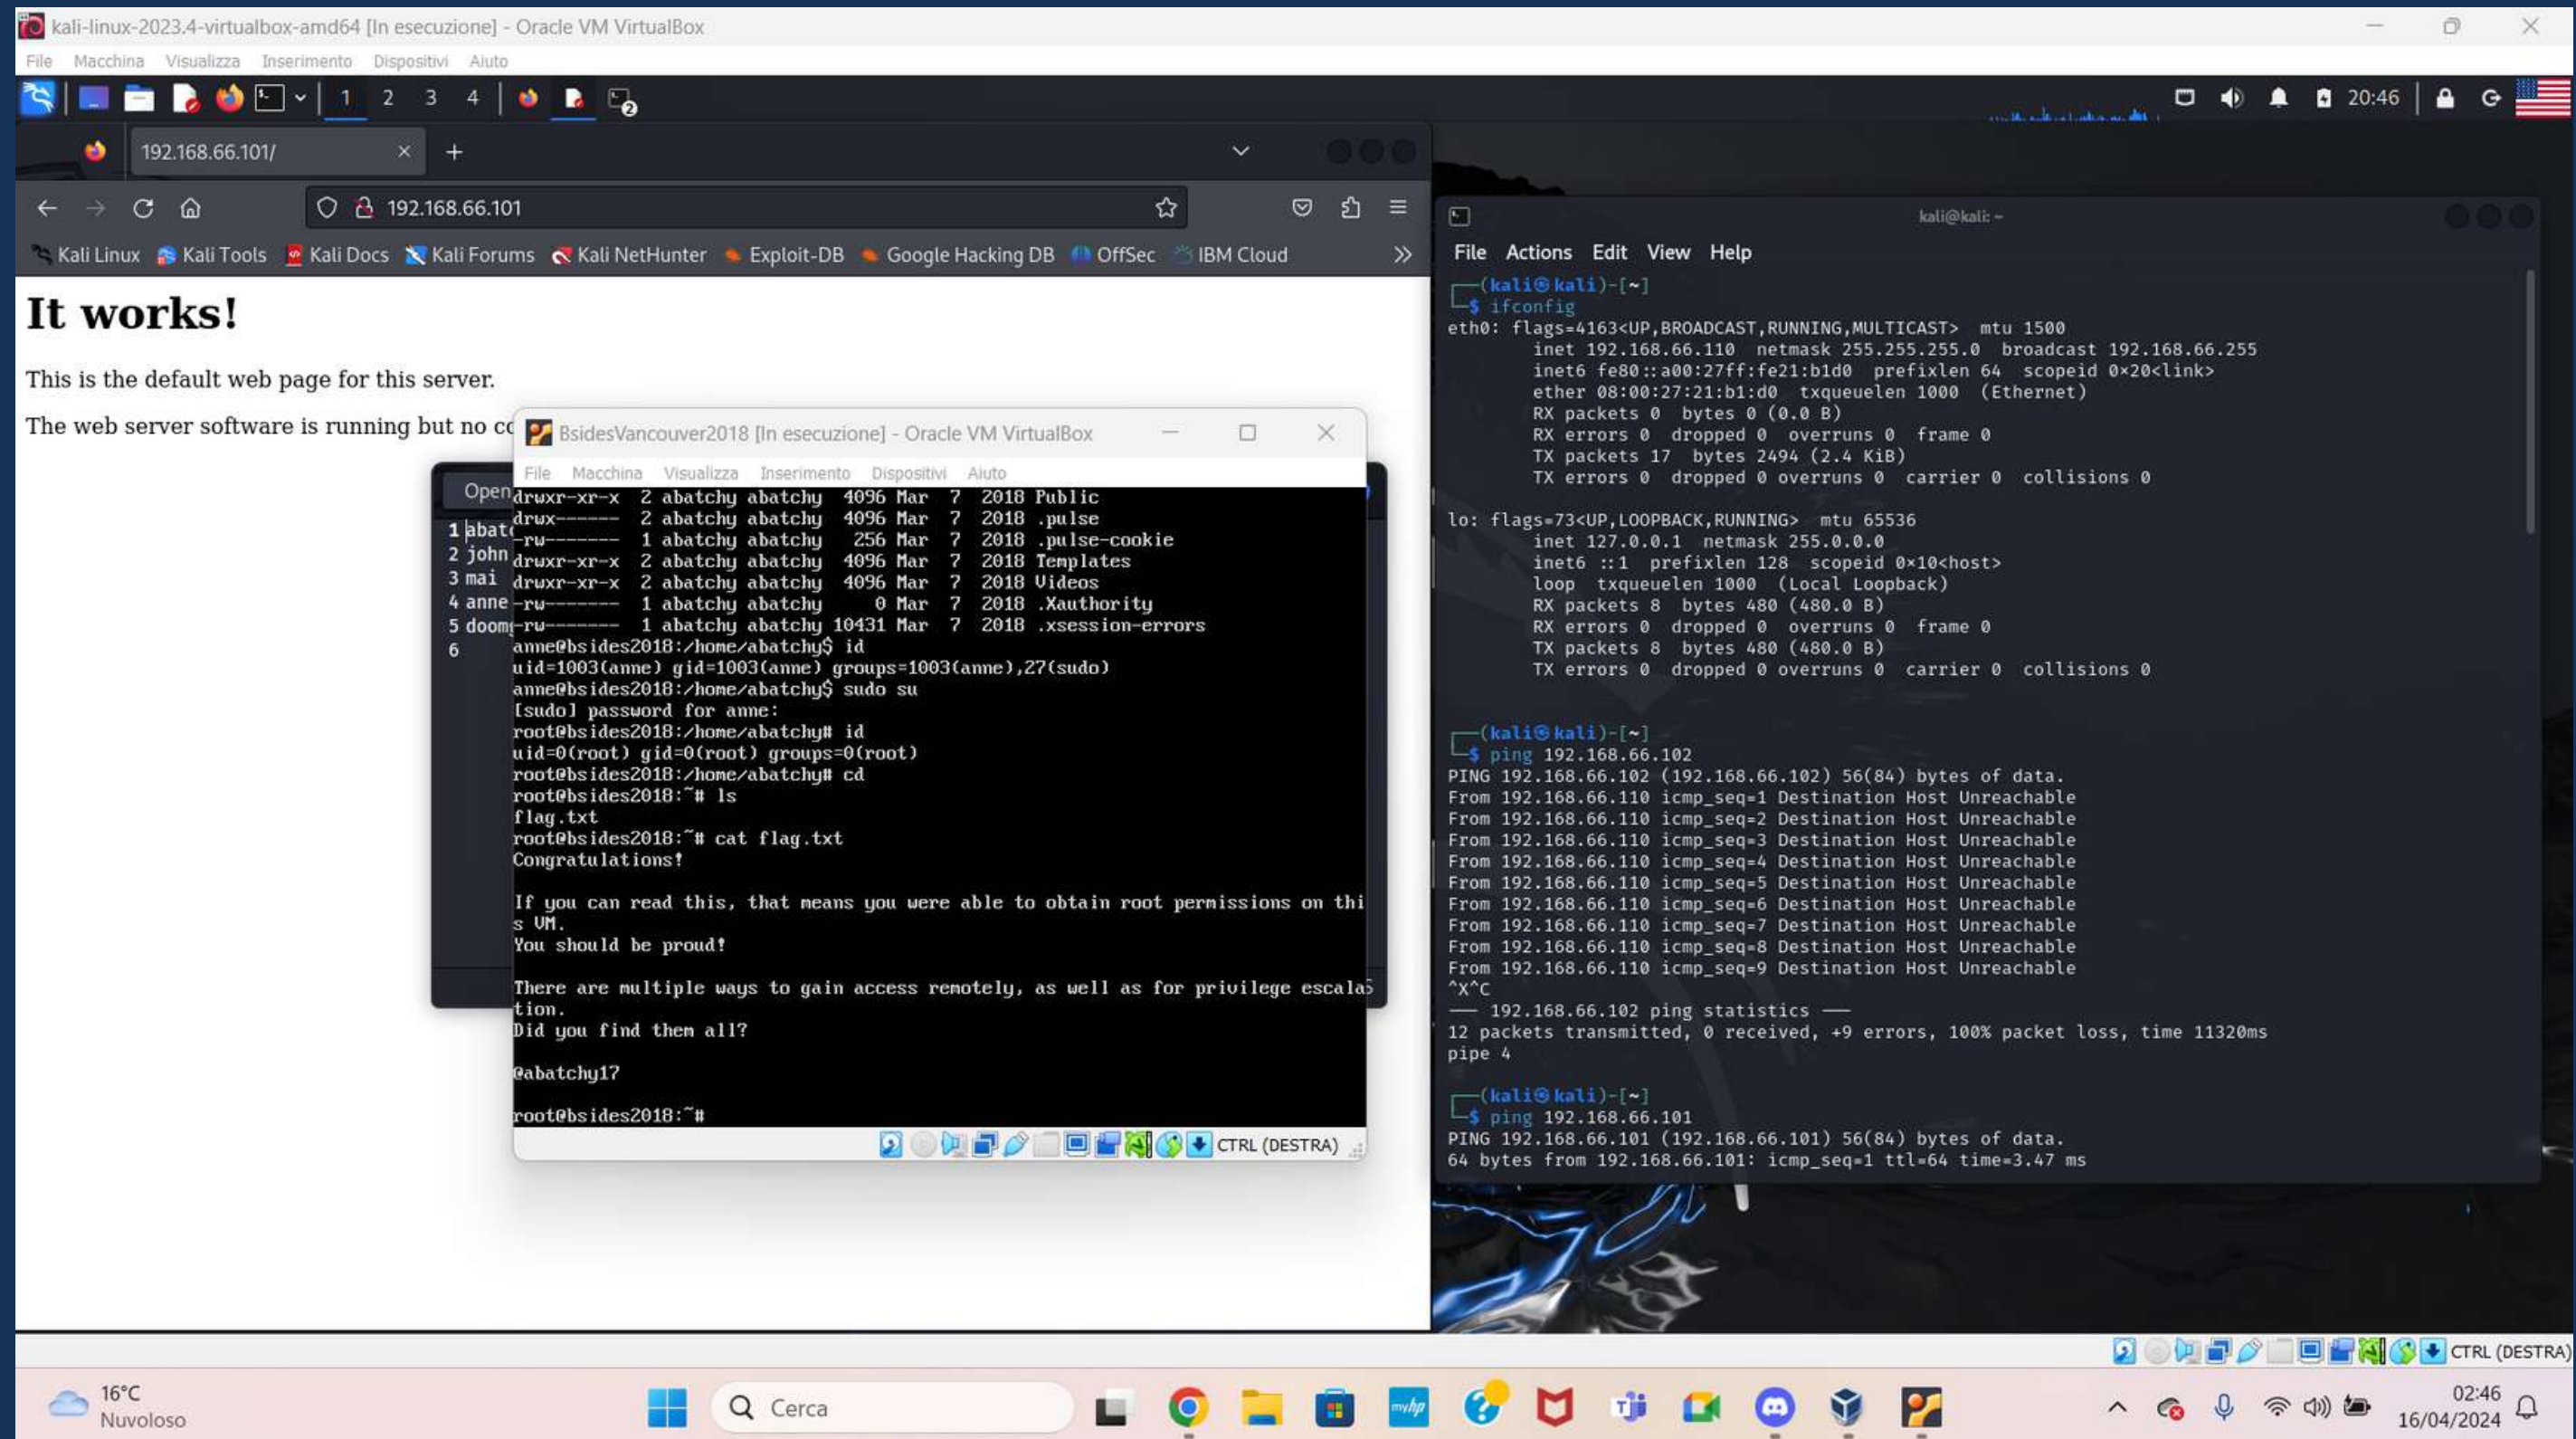 kali-linux-2023.4-virtualbox-amd64 [In esecuzione] - Oracle VM VirtualBox
File Macchina Visualizza Inserimento Dispositivi Aiuto
1 2 3 4
2
20:46
192.168.66.101/
192.168.66.101
Kali Linux Kali Tools Kali Docs Kali Forums Kali NetHunter Exploit-DB Google Hacking DB OffSec IBM Cloud
It works!
This is the default web page for this server.
The web server software is running but no
Open
1
2 john
3 mai
4 anne
5
6
BsidesVancouver2018 [In esecuzione] - Oracle VM VirtualBox
File Macchina Visualizza Inserimento Dispositivi Aiuto
drwxr-xr-x 2 abatchy abatchy 4096 Mar 7 2018 Public
drwx------ 2 abatchy abatchy 4096 Mar 7 2018 .pulse
-rw------- 1 abatchy abatchy 256 Mar 7 2018 .pulse-cookie
drwxr-xr-x 2 abatchy abatchy 4096 Mar 7 2018 Templates
drwxr-xr-x 2 abatchy abatchy 4096 Mar 7 2018 Videos
-rw------- 1 abatchy abatchy 0 Mar 7 2018 .Xauthority
-rw------- 1 abatchy abatchy 10431 Mar 7 2018 .xsession-errors
anne@bsides2018:/home/abatchy$ id
uid=1003(anne) gid=1003(anne) groups=1003(anne),27(sudo)
anne@bsides2018:/home/abatchy$ sudo su
[sudo] password for anne:
root@bsides2018:/home/abatchy# id
uid=0(root) gid=0(root) groups=0(root)
root@bsides2018:/home/abatchy# cd
root@bsides2018:~# ls
flag.txt
root@bsides2018:~# cat flag.txt
Congratulations!
If you can read this, that means you were able to obtain root permissions on thi
s VM.
You should be proud!
There are multiple ways to gain access remotely, as well as for privilege escala
tion.
Did you find them all?
@abatchy17
root@bsides2018:~#
CTRL (DESTRA)
kali@kali: ~
File Actions Edit View Help
(kali㉿kali)-[~]
$ ifconfig
eth0: flags=4163<UP,BROADCAST,RUNNING,MULTICAST> mtu 1500
inet 192.168.66.110 netmask 255.255.255.0 broadcast 192.168.66.255
inet6 fe80::a00:27ff:fe21:b1d0 prefixlen 64 scopeid 0×20<link>
ether 08:00:27:21:b1:d0 txqueuelen 1000 (Ethernet)
RX packets 0 bytes 0 (0.0 B)
RX errors 0 dropped 0 overruns 0 frame 0
TX packets 17 bytes 2494 (2.4 KiB)
TX errors 0 dropped 0 overruns 0 carrier 0 collisions 0
lo: flags=73<UP,LOOPBACK,RUNNING> mtu 65536
inet 127.0.0.1 netmask 255.0.0.0
inet6 ::1 prefixlen 128 scopeid 0×10<host>
loop txqueuelen 1000 (Local Loopback)
RX packets 8 bytes 480 (480.0 B)
RX errors 0 dropped 0 overruns 0 frame 0
TX packets 8 bytes 480 (480.0 B)
TX errors 0 dropped 0 overruns 0 carrier 0 collisions 0
(kali㉿kali)-[~]
$ ping 192.168.66.102
PING 192.168.66.102 (192.168.66.102) 56(84) bytes of data.
From 192.168.66.110 icmp_seq=1 Destination Host Unreachable
From 192.168.66.110 icmp_seq=2 Destination Host Unreachable
From 192.168.66.110 icmp_seq=3 Destination Host Unreachable
From 192.168.66.110 icmp_seq=4 Destination Host Unreachable
From 192.168.66.110 icmp_seq=5 Destination Host Unreachable
From 192.168.66.110 icmp_seq=6 Destination Host Unreachable
From 192.168.66.110 icmp_seq=7 Destination Host Unreachable
From 192.168.66.110 icmp_seq=8 Destination Host Unreachable
From 192.168.66.110 icmp_seq=9 Destination Host Unreachable
^X^C
— 192.168.66.102 ping statistics —
12 packets transmitted, 0 received, +9 errors, 100% packet loss, time 11320ms
pipe 4
(kali㉿kali)-[~]
$ ping 192.168.66.101
PING 192.168.66.101 (192.168.66.101) 56(84) bytes of data.
64 bytes from 192.168.66.101: icmp_seq=1 ttl=64 time=3.47 ms
CTRL (DESTRA)
16°C
Nuvoloso
Cerca
myhp
02:46
16/04/2024